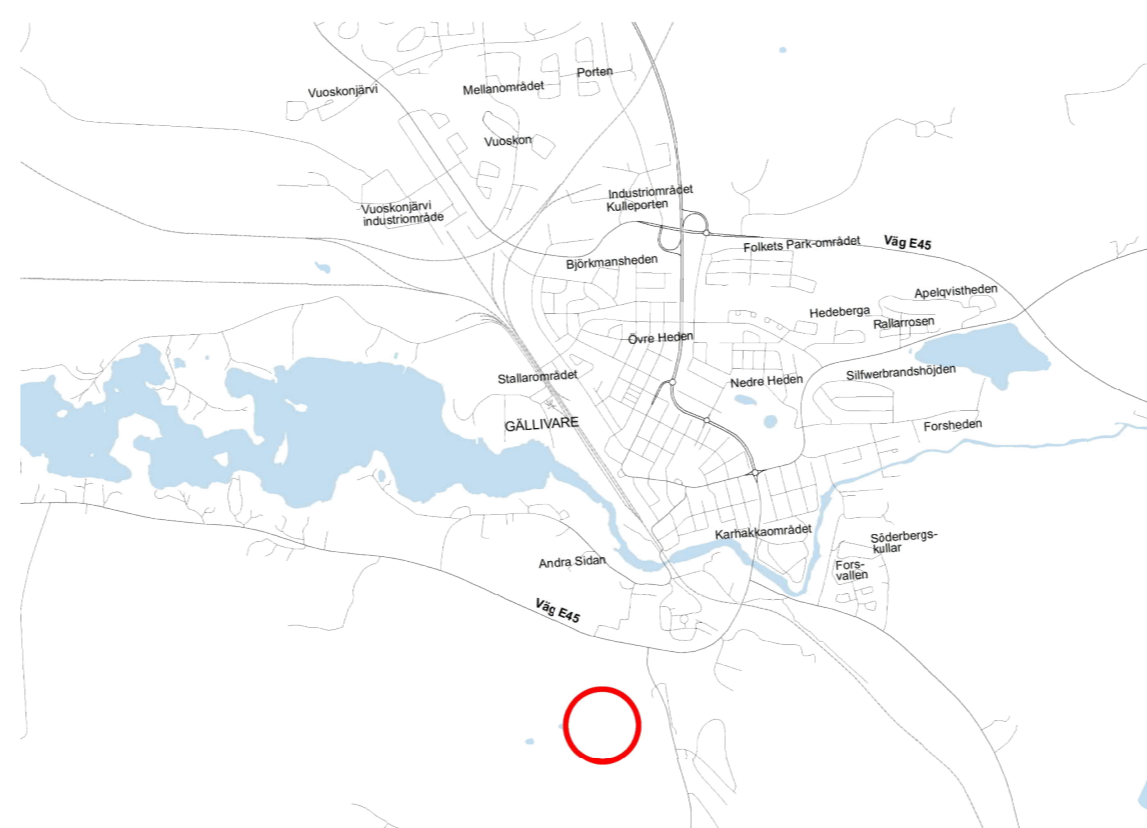 Porten
Vuoskonjärvi
Mellanområdet
Vuoskon
Industriområdet
Kulleporten
Vuoskonjärvi
industriområde
Folkets Park-området
Väg E45
Björkmansheden
Apelqvistheden
Hedeberga
Rallarrosen
Övre Heden
Stallarområdet
Nedre Heden
Silfwerbrandshöjden
GÄLLIVARE
Forsheden
Karhakkaområdet
Söderbergs-
kullar
Andra Sidan
Fors-
vallen
Väg E45